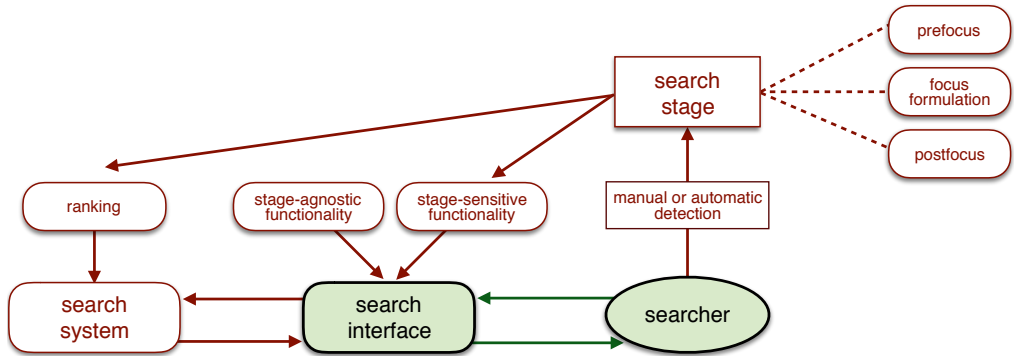 prefocus
search
stage
focus
formulation
postfocus
ranking
stage-agnostic
functionality
stage-sensitive
functionality
manual or automatic
detection
search
system
search
interface
searcher